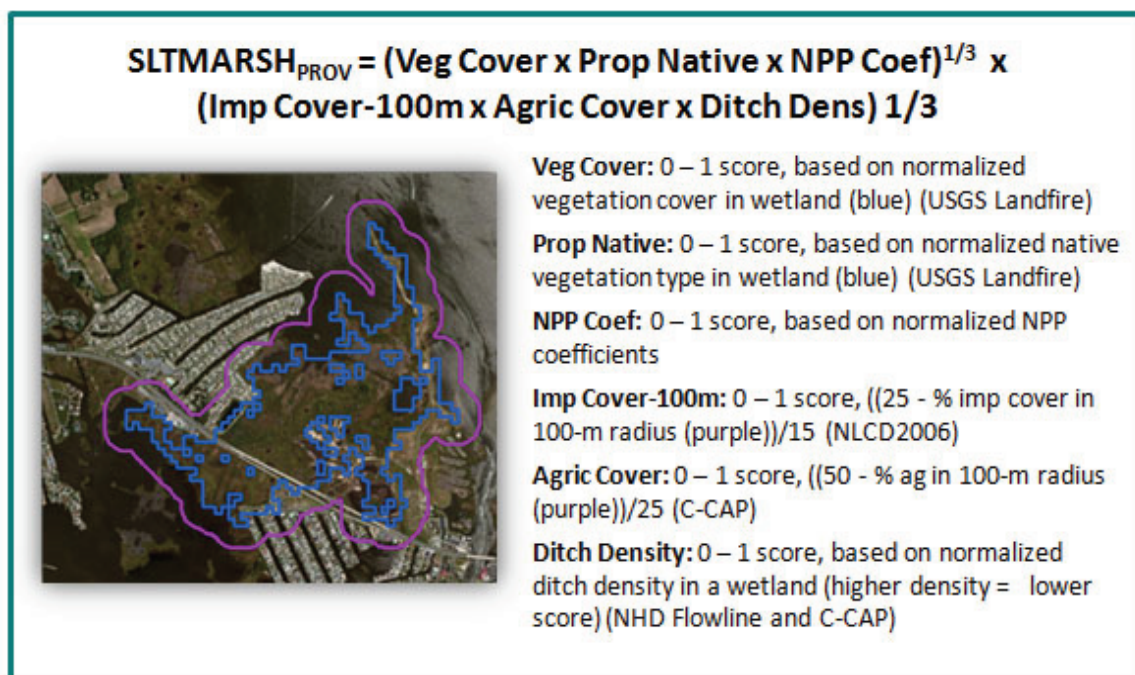 SLTMARSHPROV = (Veg Cover x Prop Native x NPP Coef)1/3 x
(Imp Cover-100m x Agric Cover x Ditch Dens) 1/3
Veg Cover: 0 – 1 score, based on normalized
vegetation cover in wetland (blue) (USGS Landfire)
Prop Native: 0 – 1 score, based on normalized native
vegetation type in wetland (blue) (USGS Landfire)
NPP Coef: 0 – 1 score, based on normalized NPP
coefficients
Imp Cover-100m: 0 – 1 score, ((25 - % imp cover in
100-m radius (purple))/15 (NLCD2006)
Agric Cover: 0 – 1 score, ((50 - % ag in 100-m radius
(purple))/25 (C-CAP)
Ditch Density: 0 – 1 score, based on normalized
ditch density in a wetland (higher density = lower
score) (NHD Flowline and C-CAP)